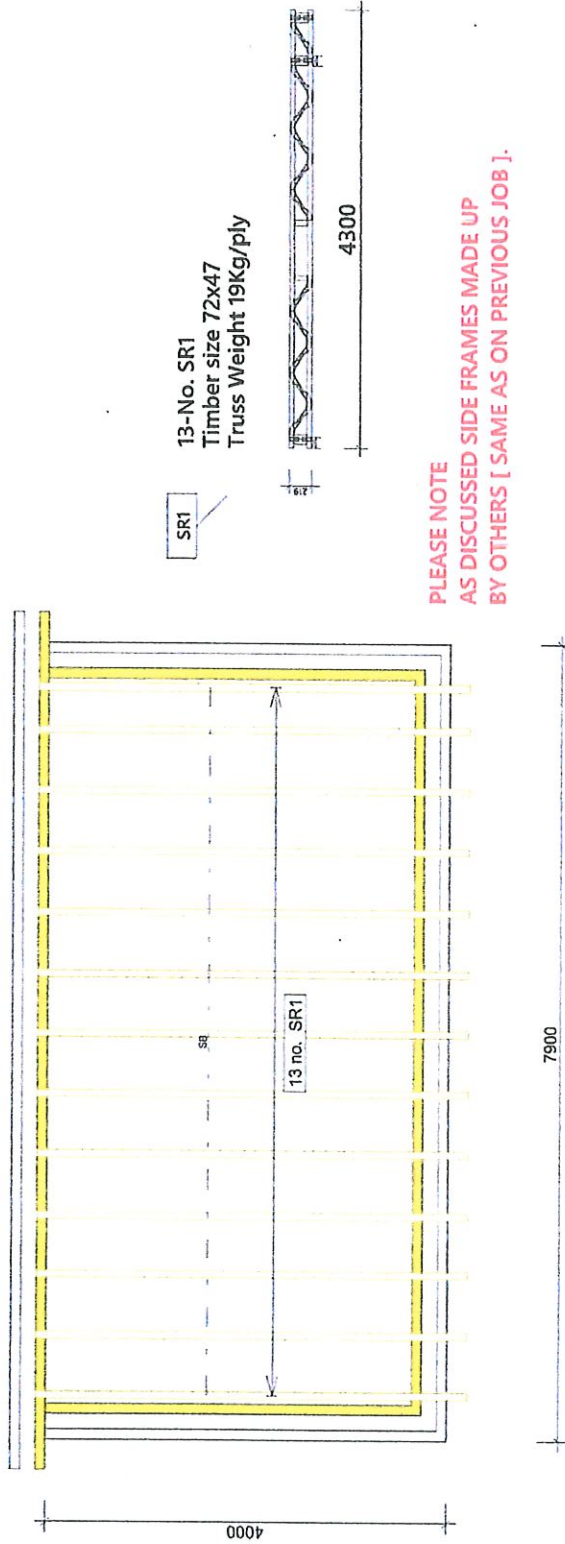 SR1
13-No. SR1
Timber size 72x47
Truss Weight 19Kg/ply
219
4300
PLEASE NOTE
AS DISCUSSED SIDE FRAMES MADE UP
BY OTHERS [ SAME AS ON PREVIOUS JOB ].
SB
13 no. SR1
4000
7900